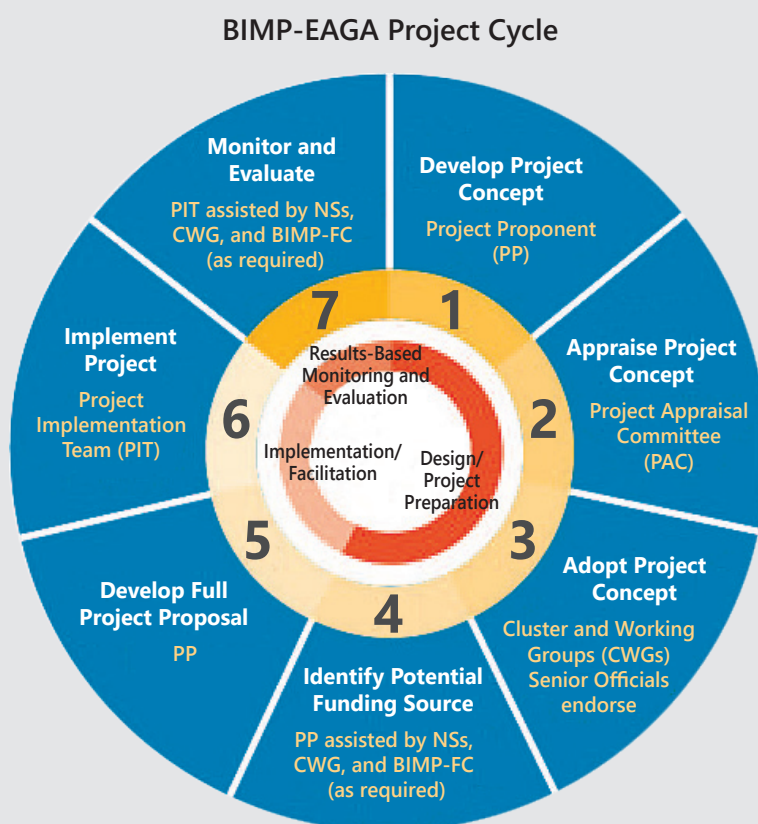 BIMP-EAGA Project Cycle
Develop Project
Concept
Project Proponent
(PP)
1
Appraise Project
Concept
Project Appraisal
Committee
(PAC)
2
Adopt Project
Concept
Cluster and Working
Groups (CWGs)
Senior Officials
endorse
3
Identify Potential
Funding Source
PP assisted by NSs,
CWG, and BIMP-FC
(as required)
4
Develop Full
Project Proposal
PP
5
Implement
Project
Project
Implementation
Team (PIT)
6
Monitor and
Evaluate
PIT assisted by NSs,
CWG, and BIMP-FC
(as required)
7
Results-Based
Monitoring and
Evaluation
Implementation/
Facilitation
Design/
Project
Preparation